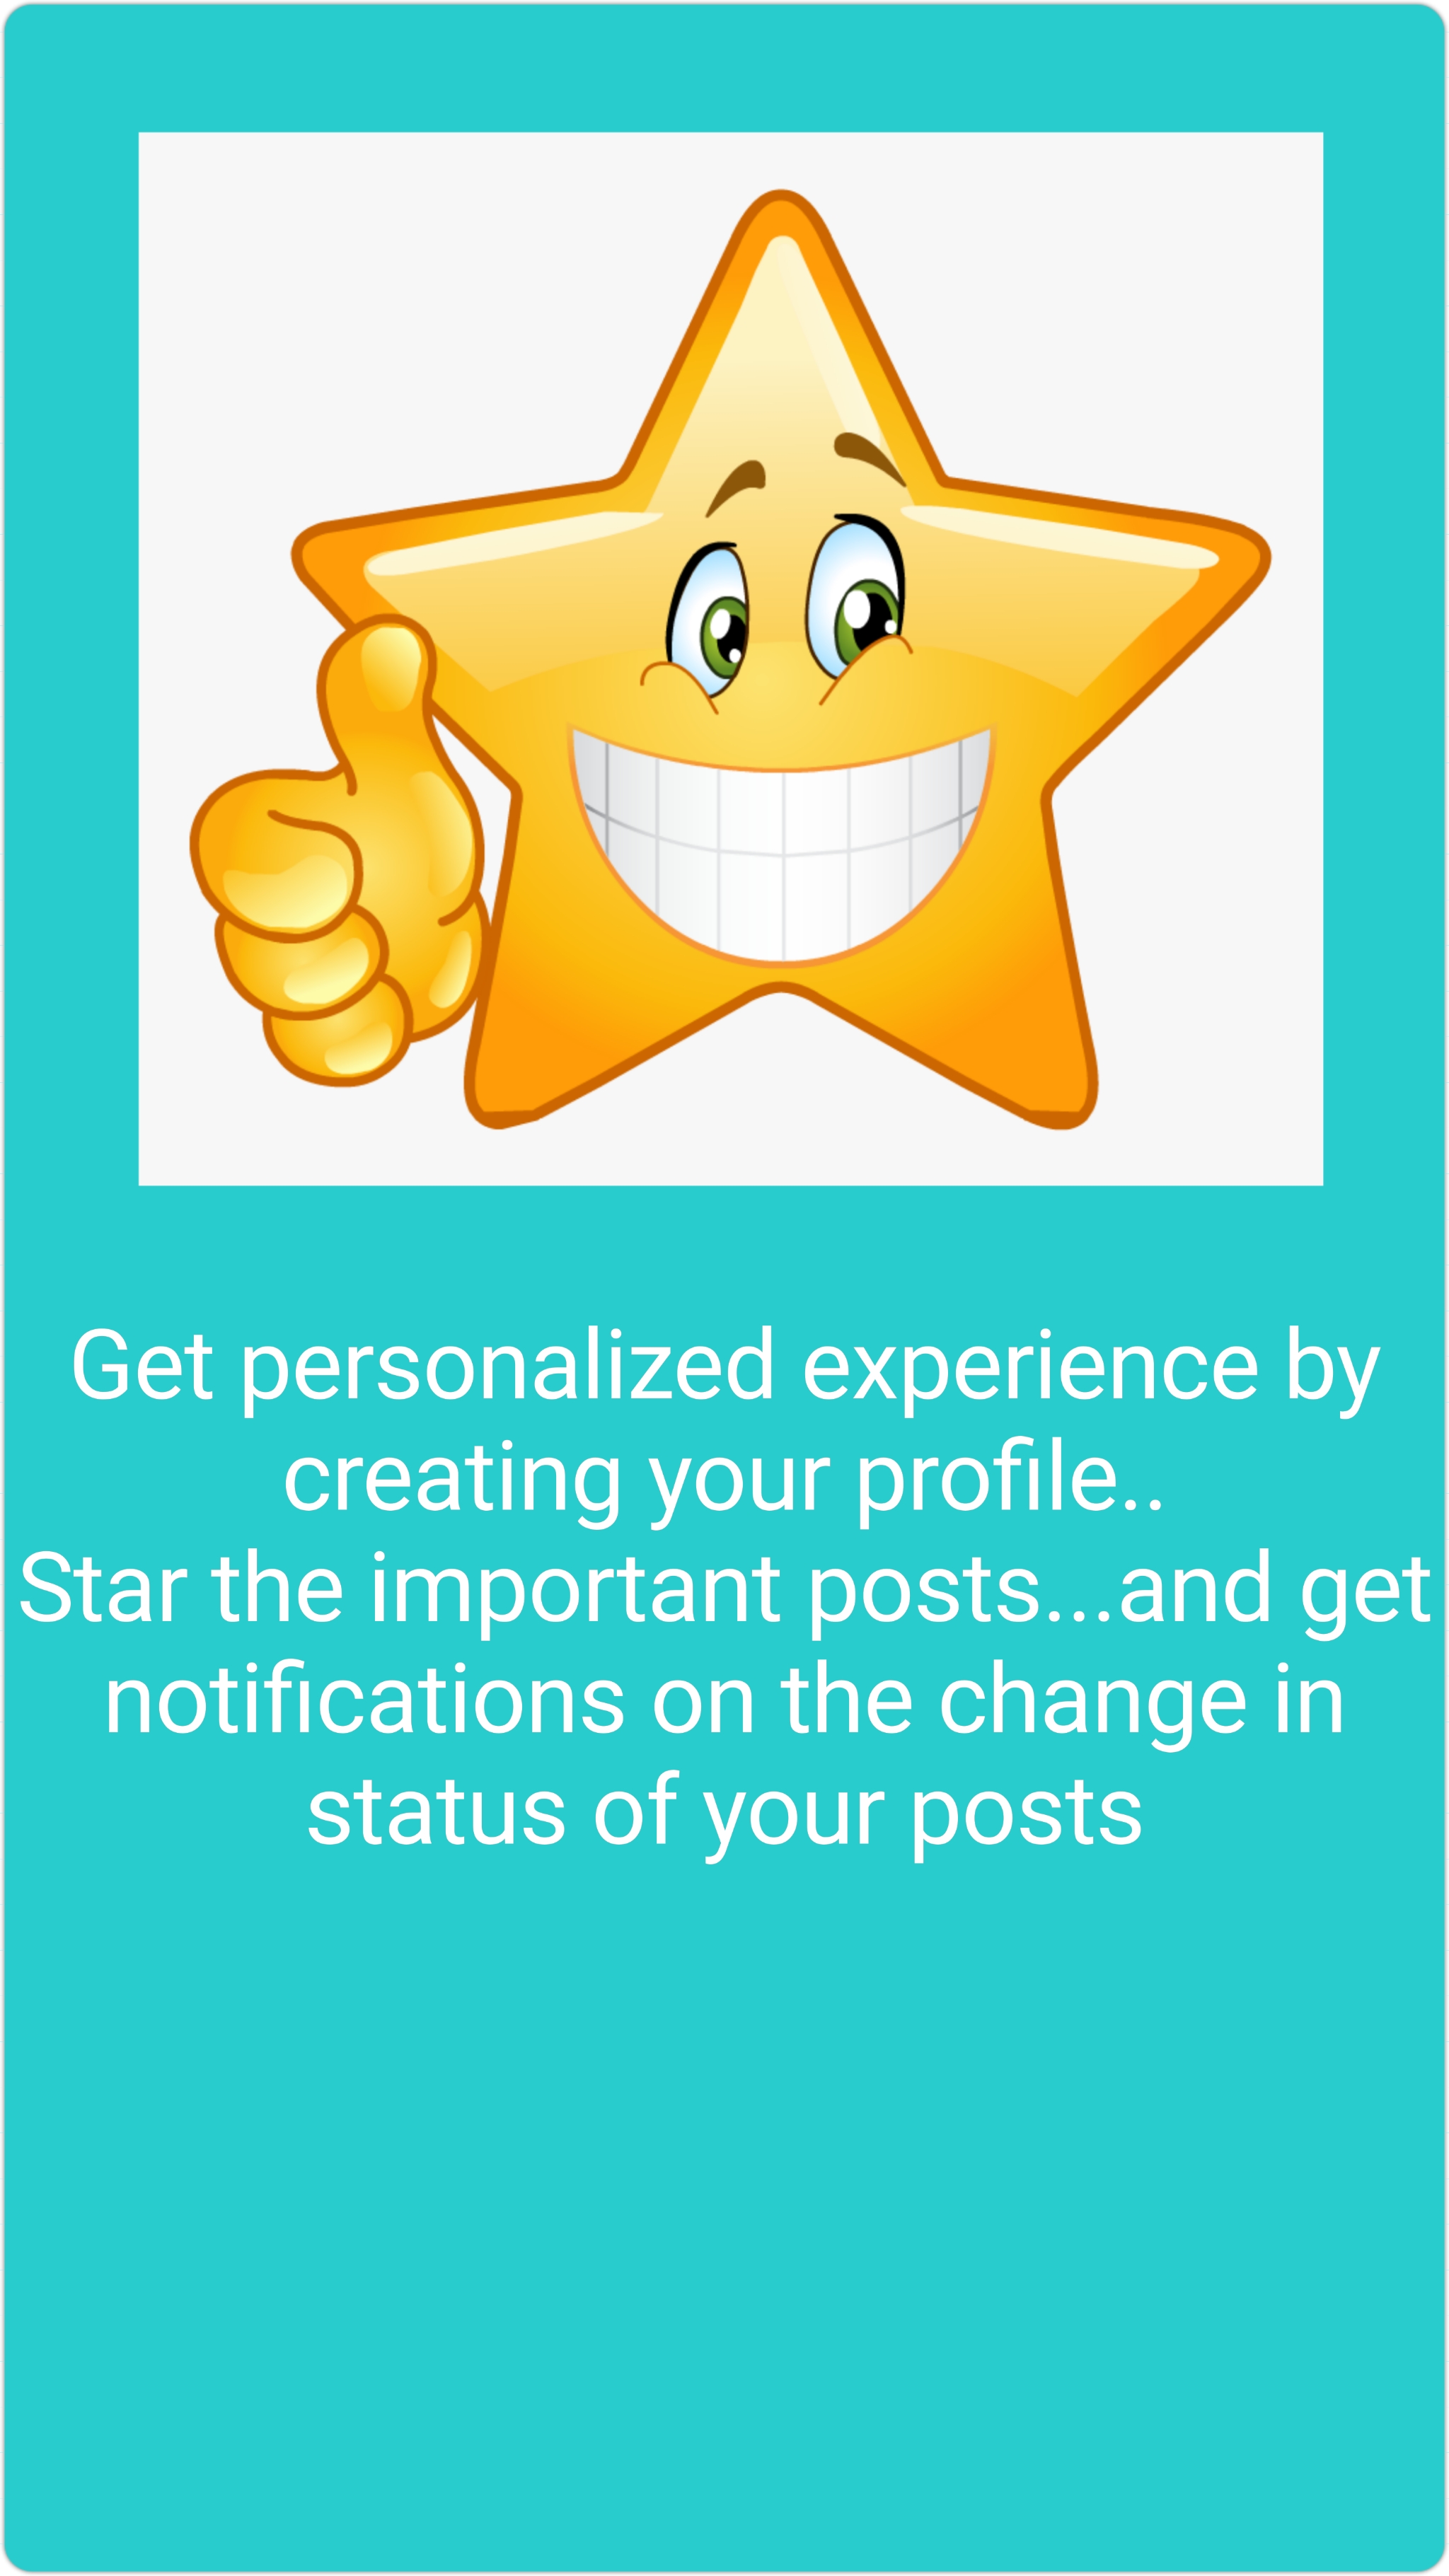 Get personalized experience by
creating your profile..
Star the important posts...and get
notifications on the change in
status of your posts